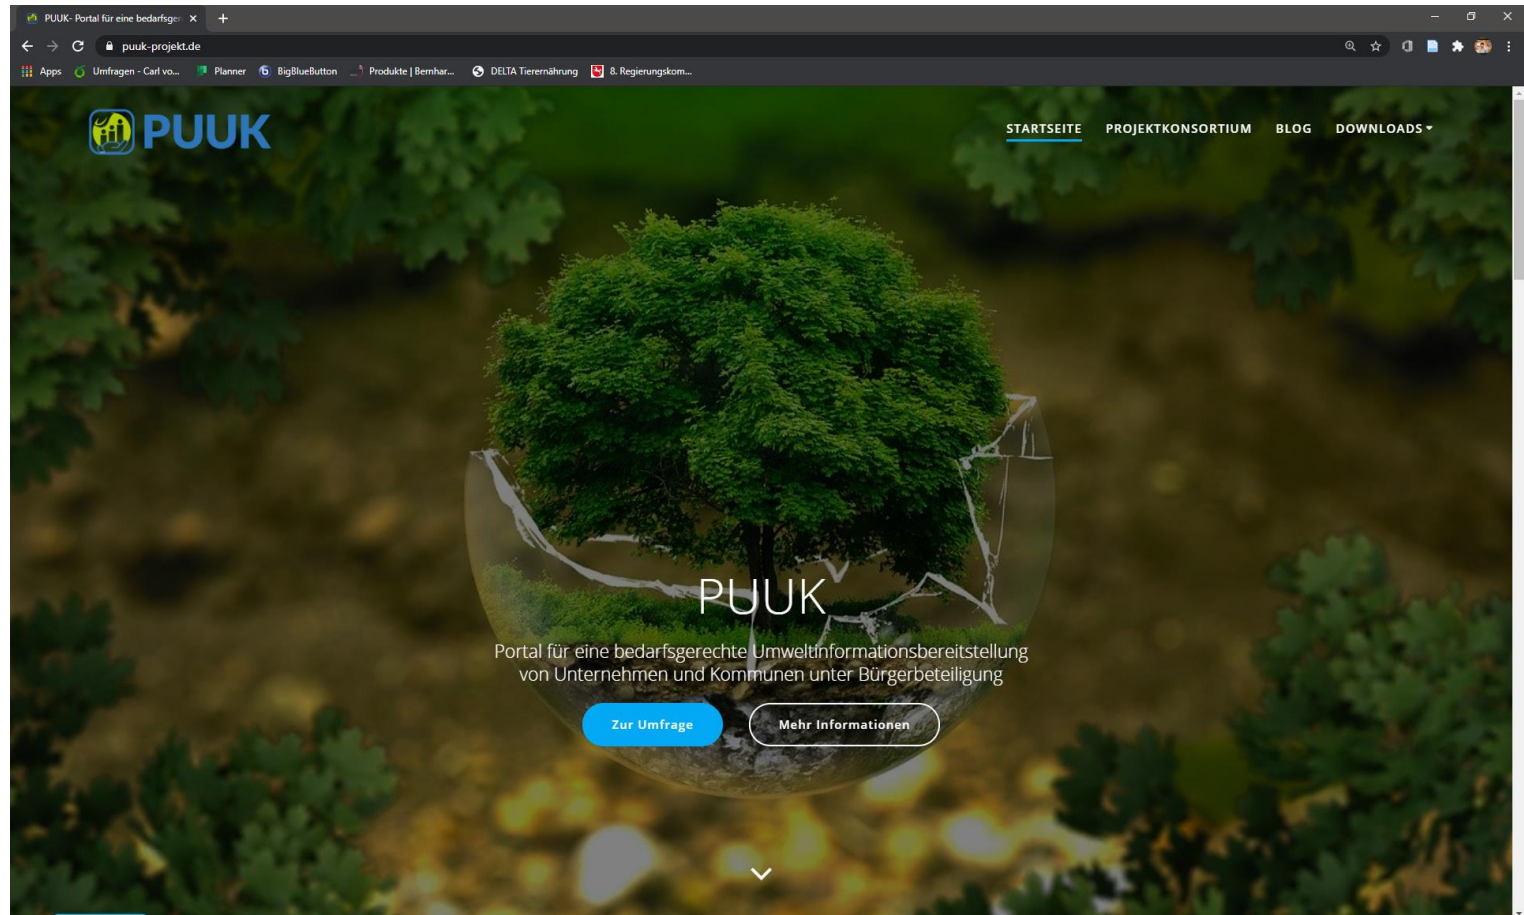 PUUK- Portal für eine bedarfsger
puuk-projekt.de
Apps
Umfragen - Carl vo...
Planner
BigBlueButton
Produkte | Bernhar...
DELTA Tierernährung
8. Regierungskom...
PUUK
STARTSEITE
PROJEKTKONSORTIUM
BLOG
DOWNLOADS
PUUK
Portal für eine bedarfsgerechte Umweltinformationsbereitstellung
von Unternehmen und Kommunen unter Bürgerbeteiligung
Zur Umfrage
Mehr Informationen